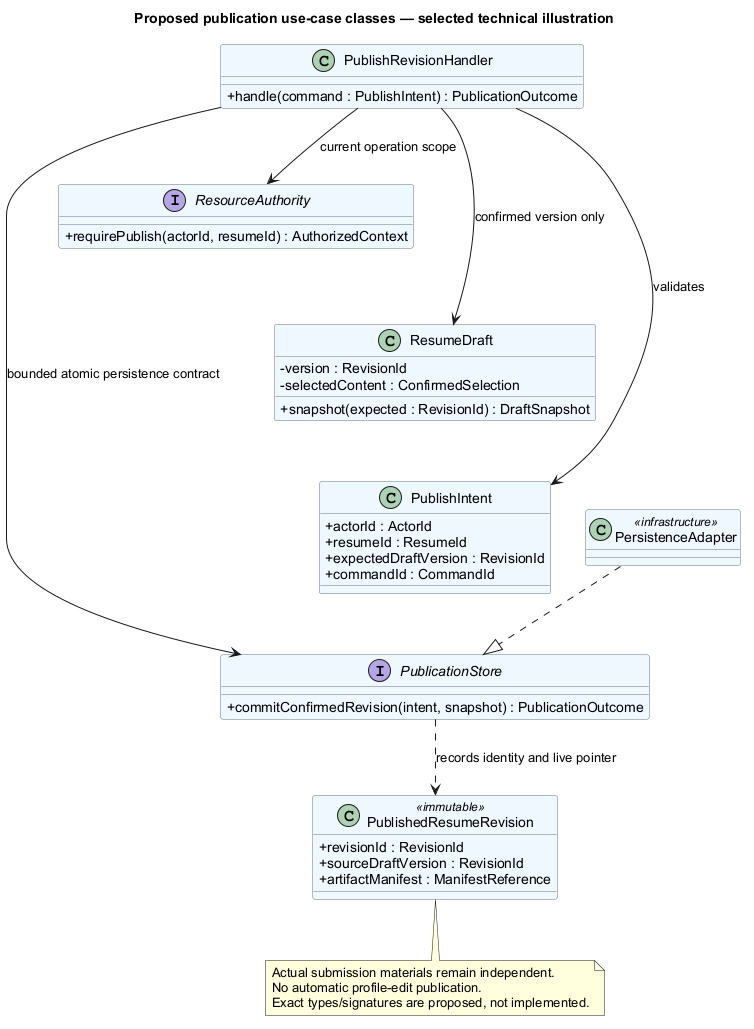 Proposed publication use-case classes — selected technical illustration
C PublishRevisionHandler
+handle(command : PublishIntent) : PublicationOutcome
current operation scope
I ResourceAuthority
+requirePublish(actorId, resumeId) : AuthorizedContext
confirmed version only
validates
C ResumeDraft
-version : RevisionId
-selectedContent : ConfirmedSelection
+snapshot(expected : RevisionId) : DraftSnapshot
bounded atomic persistence contract
C PublishIntent
+actorId : ActorId
+resumeId : ResumeId
+expectedDraftVersion : RevisionId
+commandId : CommandId
«infrastructure»
C PersistenceAdapter
I PublicationStore
+commitConfirmedRevision(intent, snapshot) : PublicationOutcome
records identity and live pointer
«immutable»
C PublishedResumeRevision
+revisionId : RevisionId
+sourceDraftVersion : RevisionId
+artifactManifest : ManifestReference
Actual submission materials remain independent.
No automatic profile-edit publication.
Exact types/signatures are proposed, not implemented.